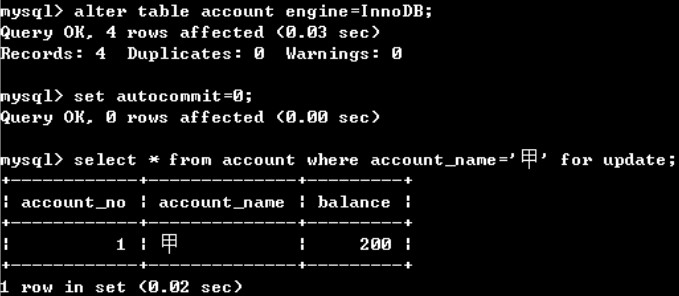 mysql> alter table account engine=InnoDB;
Query OK, 4 rows affected (0.03 sec)
Records: 4  Duplicates: 0  Warnings: 0
mysql> set autocommit=0;
Query OK, 0 rows affected (0.00 sec)
mysql> select * from account where account_name='甲' for update;
+------------+--------------+---------+
| account_no | account_name | balance |
+------------+--------------+---------+
|          1 | 甲           |     200 |
+------------+--------------+---------+
1 row in set (0.02 sec)